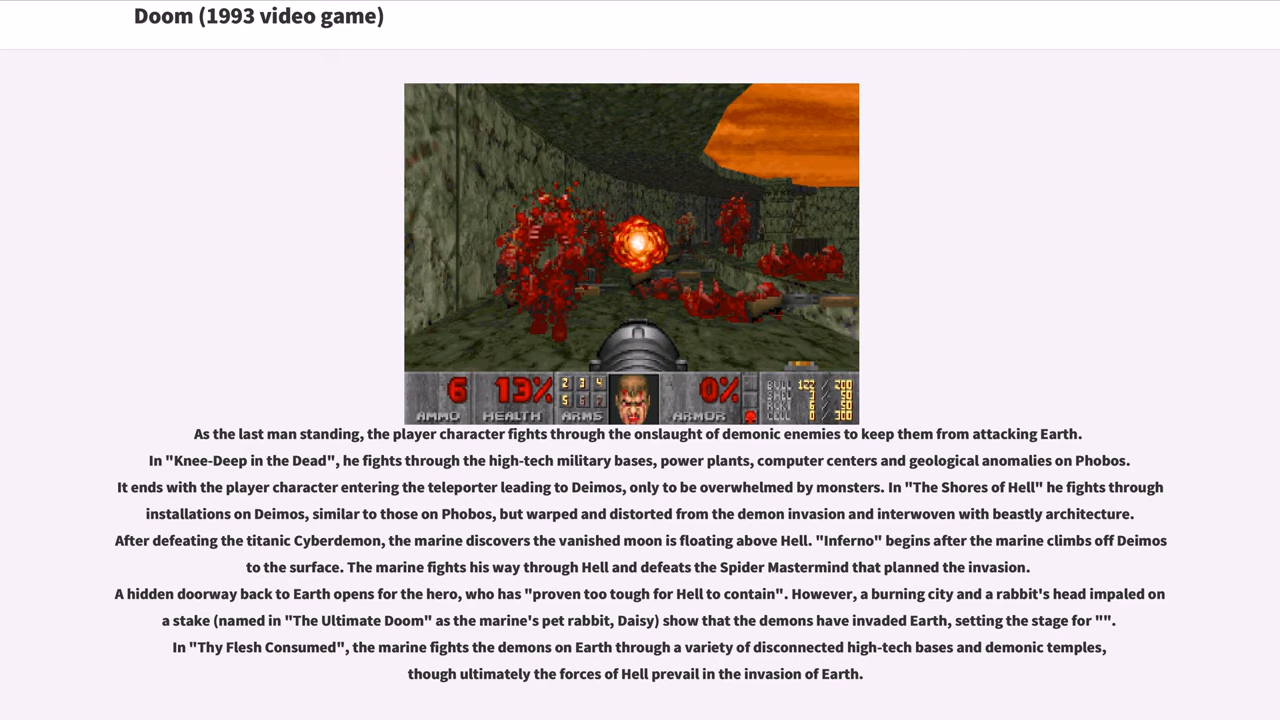 Doom (1993 video game)
6
13%
2 3 4
5 6 7
0%
BULL 122 / 200
AMMO
HEALTH
ARMS
ARMOR
CELL 0 / 300
As the last man standing, the player character fights through the onslaught of demonic enemies to keep them from attacking Earth.
In "Knee-Deep in the Dead", he fights through the high-tech military bases, power plants, computer centers and geological anomalies on Phobos.
It ends with the player character entering the teleporter leading to Deimos, only to be overwhelmed by monsters. In "The Shores of Hell" he fights through
installations on Deimos, similar to those on Phobos, but warped and distorted from the demon invasion and interwoven with beastly architecture.
After defeating the titanic Cyberdemon, the marine discovers the vanished moon is floating above Hell. "Inferno" begins after the marine climbs off Deimos
to the surface. The marine fights his way through Hell and defeats the Spider Mastermind that planned the invasion.
A hidden doorway back to Earth opens for the hero, who has "proven too tough for Hell to contain". However, a burning city and a rabbit's head impaled on
a stake (named in "The Ultimate Doom" as the marine's pet rabbit, Daisy) show that the demons have invaded Earth, setting the stage for "".
In "Thy Flesh Consumed", the marine fights the demons on Earth through a variety of disconnected high-tech bases and demonic temples,
though ultimately the forces of Hell prevail in the invasion of Earth.